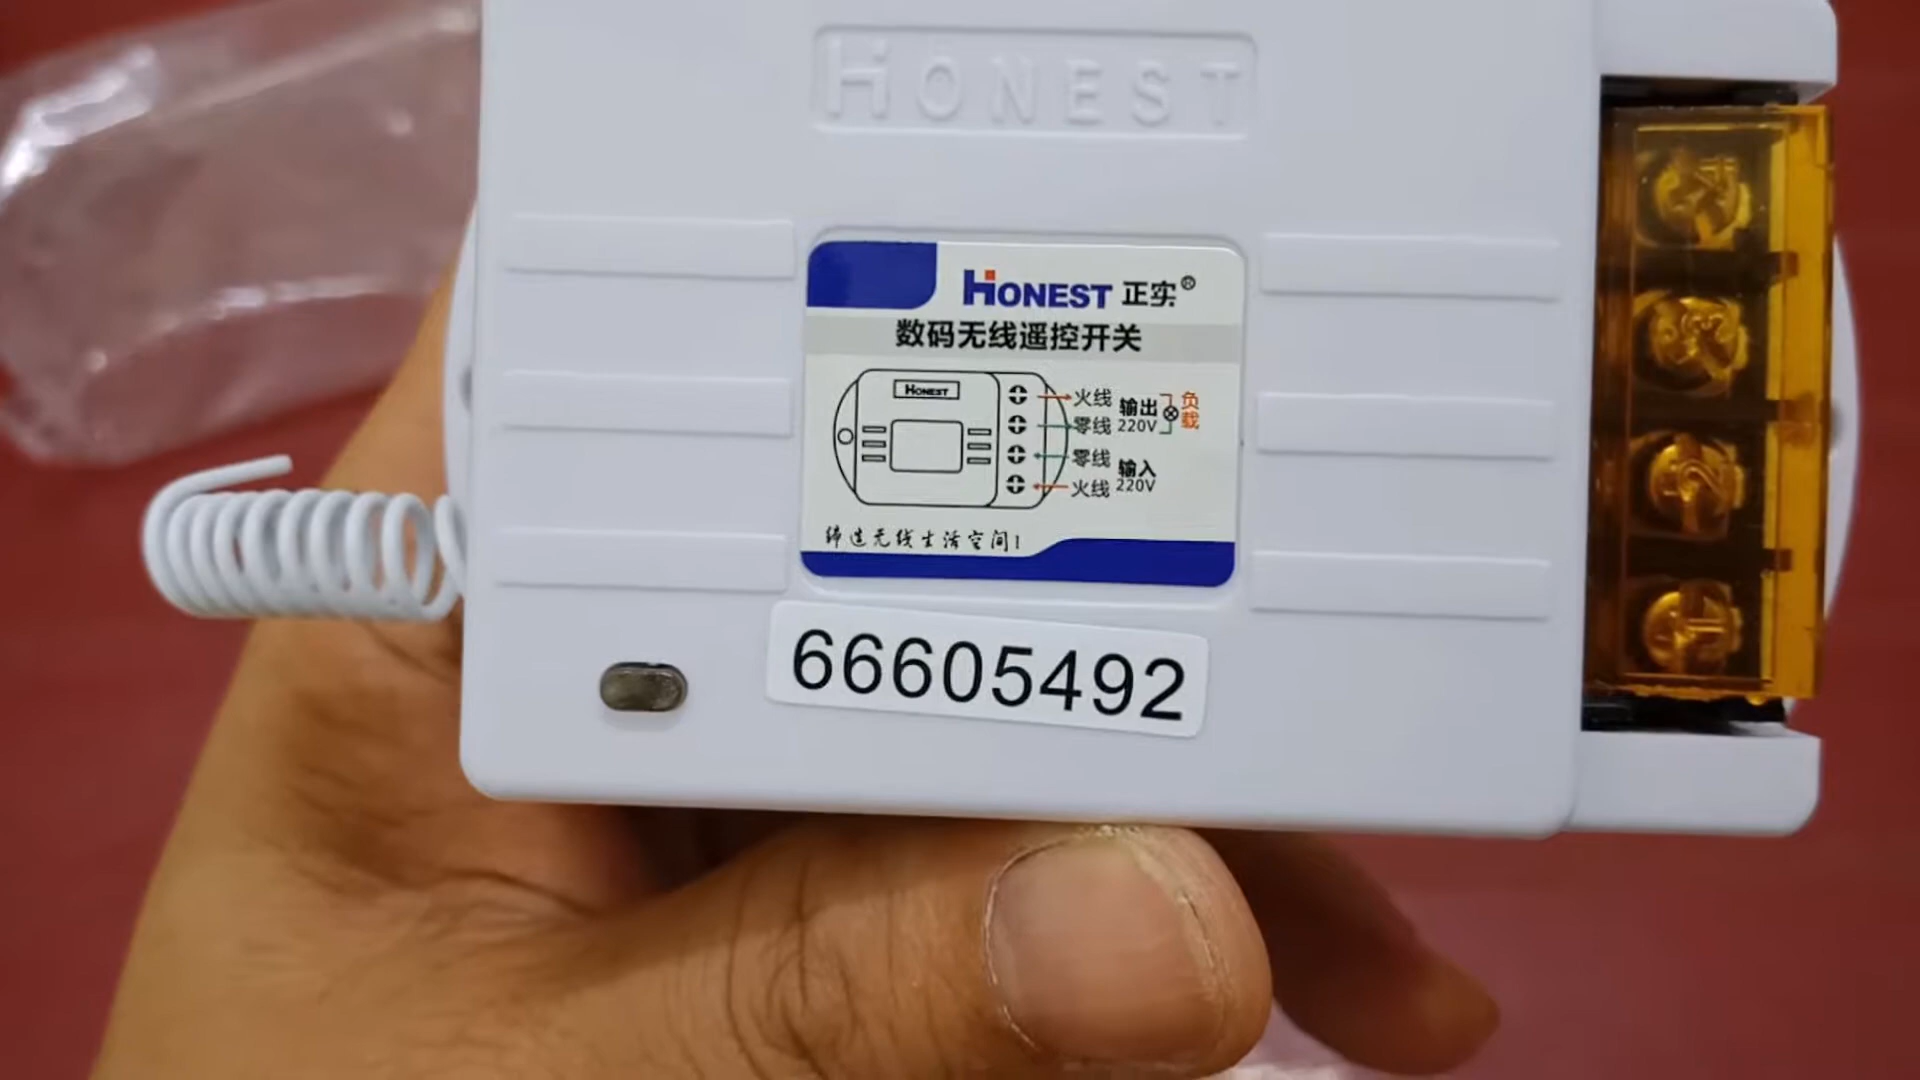 HONEST
HONEST 正实®
数码无线遥控开关
HONEST
火线
零线
输出
220V
负载
零线
火线
输入
220V
缔造无线生活空间!
66605492